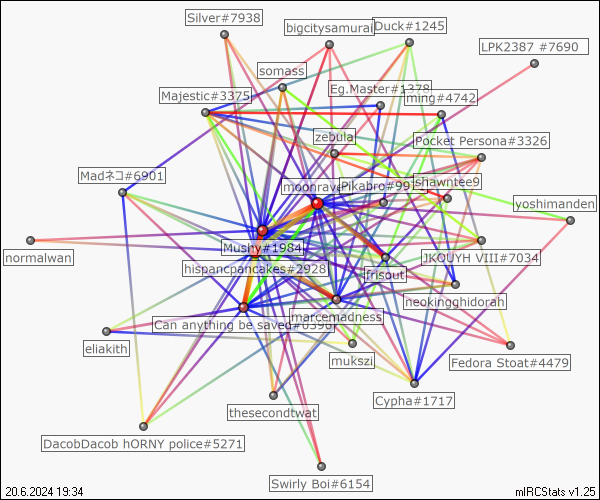 Silver#7938
bigcitysamurai
Duck#1245
LPK2387 #7690
somass
Eg.Master#1378
Majestic#3375
ming#4742
zebula
Pocket Persona#3326
Madネコ#6901
moonrave
Pikabro#991
shawntee9
yoshimanden
Mushy#1984
normalwan
hispancpancakes#2928
JKOUYH VIII#7034
frisout
neokingghidorah
marcemadness
Can anything be saved#0398
eliakith
mukszi
Fedora Stoat#4479
Cypha#1717
thesecondtwat
DacobDacob hORNY police#5271
Swirly Boi#6154
20.6.2024 19:34
mIRCStats v1.25